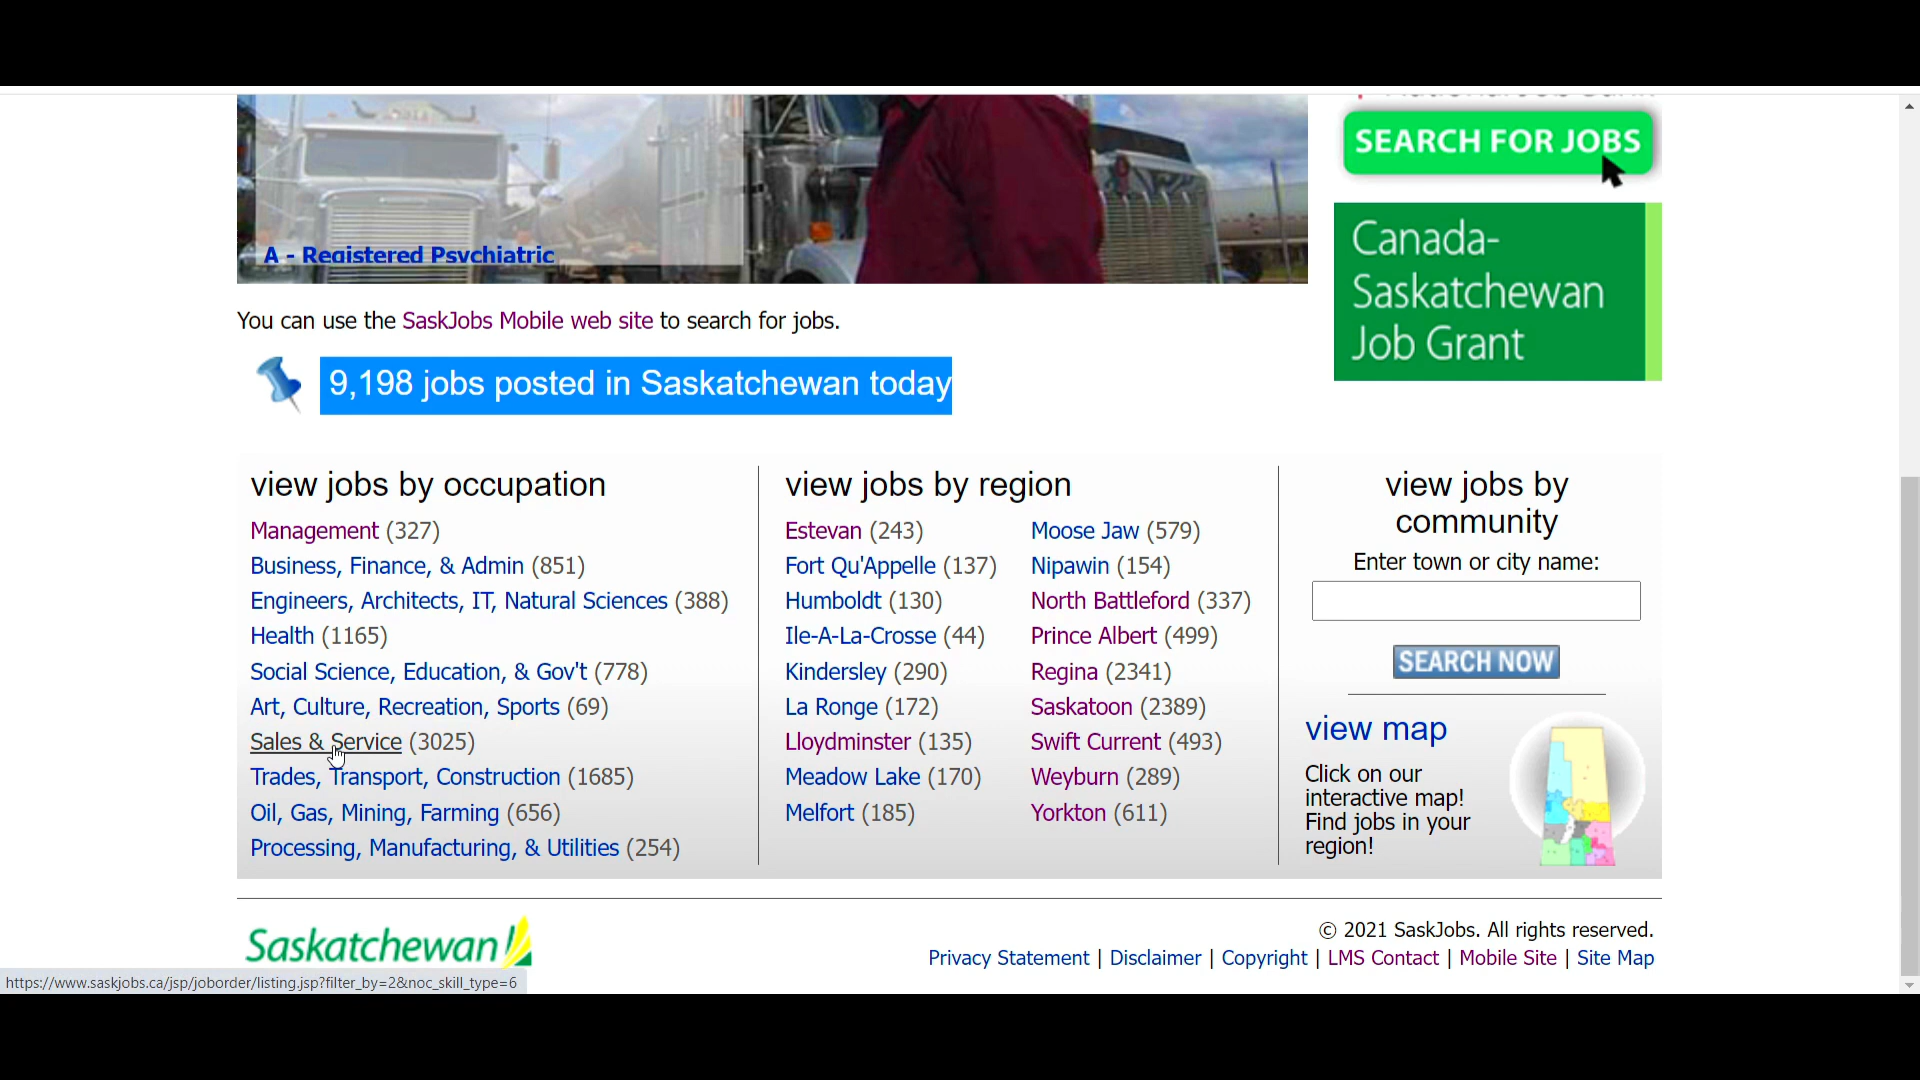 SEARCH FOR JOBS
Canada-
Saskatchewan
Job Grant
A - Registered Psychiatric
You can use the SaskJobs Mobile web site to search for jobs.
9,198 jobs posted in Saskatchewan today
view jobs by occupation
Management (327)
Business, Finance, & Admin (851)
Engineers, Architects, IT, Natural Sciences (388)
Health (1165)
Social Science, Education, & Gov't (778)
Art, Culture, Recreation, Sports (69)
Sales & Service (3025)
Trades, Transport, Construction (1685)
Oil, Gas, Mining, Farming (656)
Processing, Manufacturing, & Utilities (254)
view jobs by region
Estevan (243)
Fort Qu'Appelle (137)
Humboldt (130)
Ile-A-La-Crosse (44)
Kindersley (290)
La Ronge (172)
Lloydminster (135)
Meadow Lake (170)
Melfort (185)
Moose Jaw (579)
Nipawin (154)
North Battleford (337)
Prince Albert (499)
Regina (2341)
Saskatoon (2389)
Swift Current (493)
Weyburn (289)
Yorkton (611)
view jobs by
community
Enter town or city name:
SEARCH NOW
view map
Click on our
interactive map!
Find jobs in your
region!
Saskatchewan
© 2021 SaskJobs. All rights reserved.
Privacy Statement | Disclaimer | Copyright | LMS Contact | Mobile Site | Site Map
https://www.saskjobs.ca/jsp/joborder/listing.jsp?filter_by=2&noc_skill_type=6